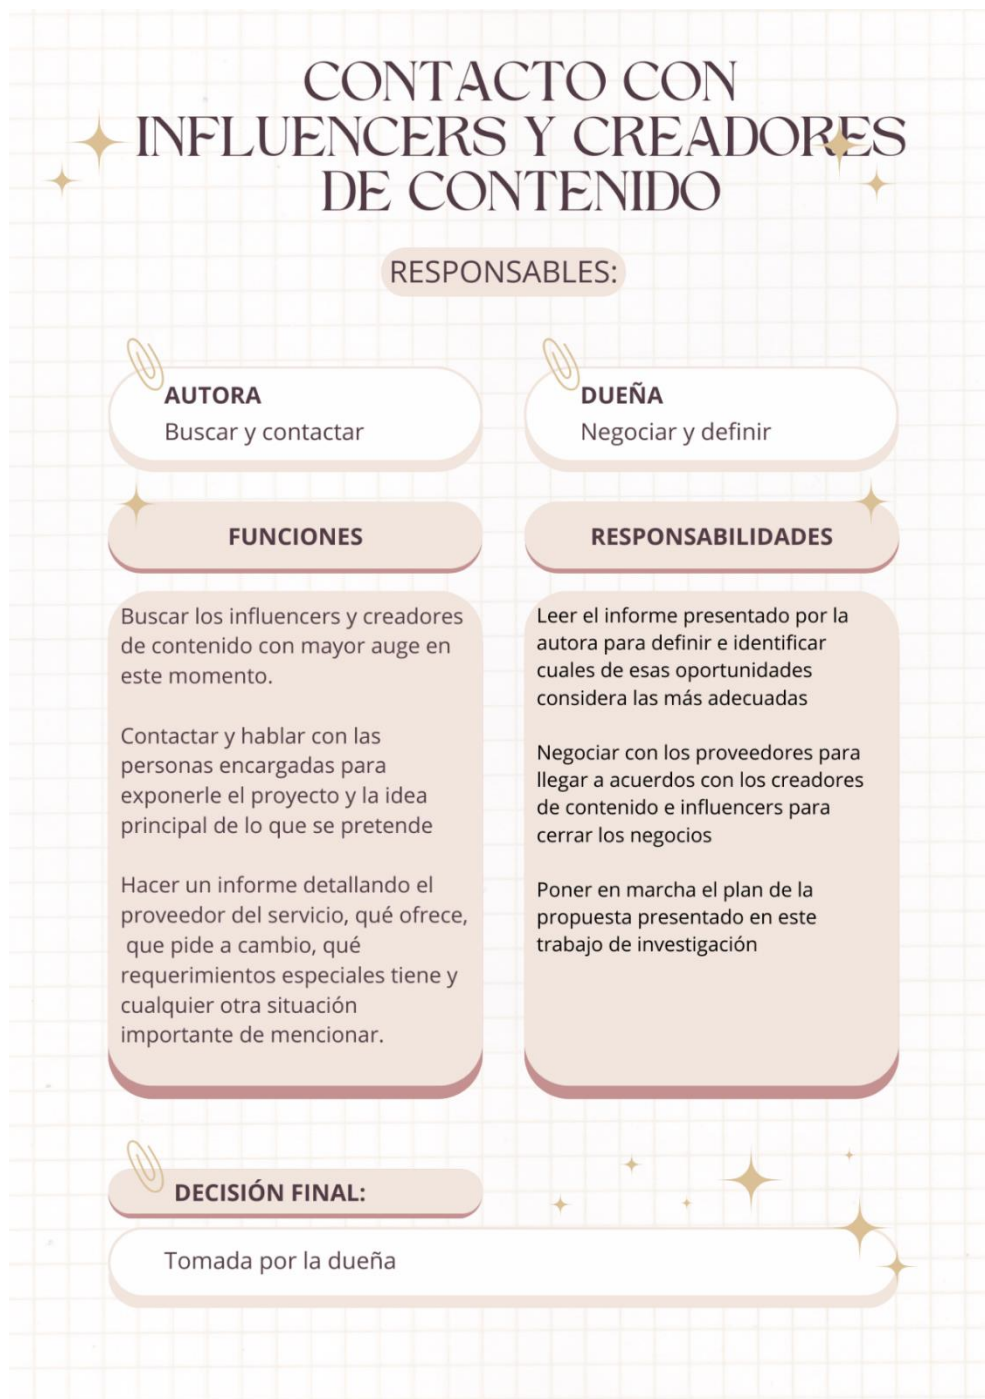 CONTACTO CON
INFLUENCERS Y CREADORES
DE CONTENIDO
RESPONSABLES:
AUTORA
Buscar y contactar
DUEÑA
Negociar y definir
FUNCIONES
Buscar los influencers y creadores
de contenido con mayor auge en
este momento.
Contactar y hablar con las
personas encargadas para
exponerle el proyecto y la idea
principal de lo que se pretende
Hacer un informe detallando el
proveedor del servicio, qué ofrece,
que pide a cambio, qué
requerimientos especiales tiene y
cualquier otra situación
importante de mencionar.
RESPONSABILIDADES
Leer el informe presentado por la
autora para definir e identificar
cuales de esas oportunidades
considera las más adecuadas
Negociar con los proveedores para
llegar a acuerdos con los creadores
de contenido e influencers para
cerrar los negocios
Poner en marcha el plan de la
propuesta presentado en este
trabajo de investigación
DECISIÓN FINAL:
Tomada por la dueña